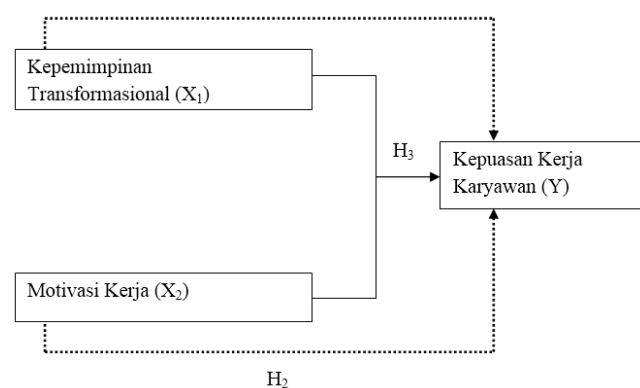 Kepemimpinan
Transformasional (X₁)
H₃
Kepuasan Kerja
Karyawan (Y)
Motivasi Kerja (X₂)
H₂